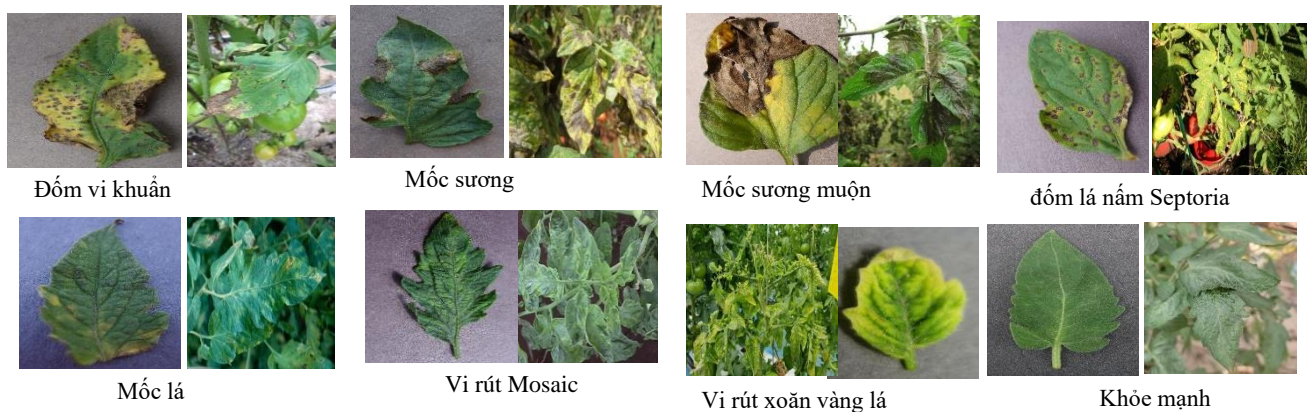 Đốm vi khuẩn
Mốc sương
Mốc sương muộn
đốm lá nấm Septoria
Mốc lá
Vi rút Mosaic
Vi rút xoăn vàng lá
Khỏe mạnh